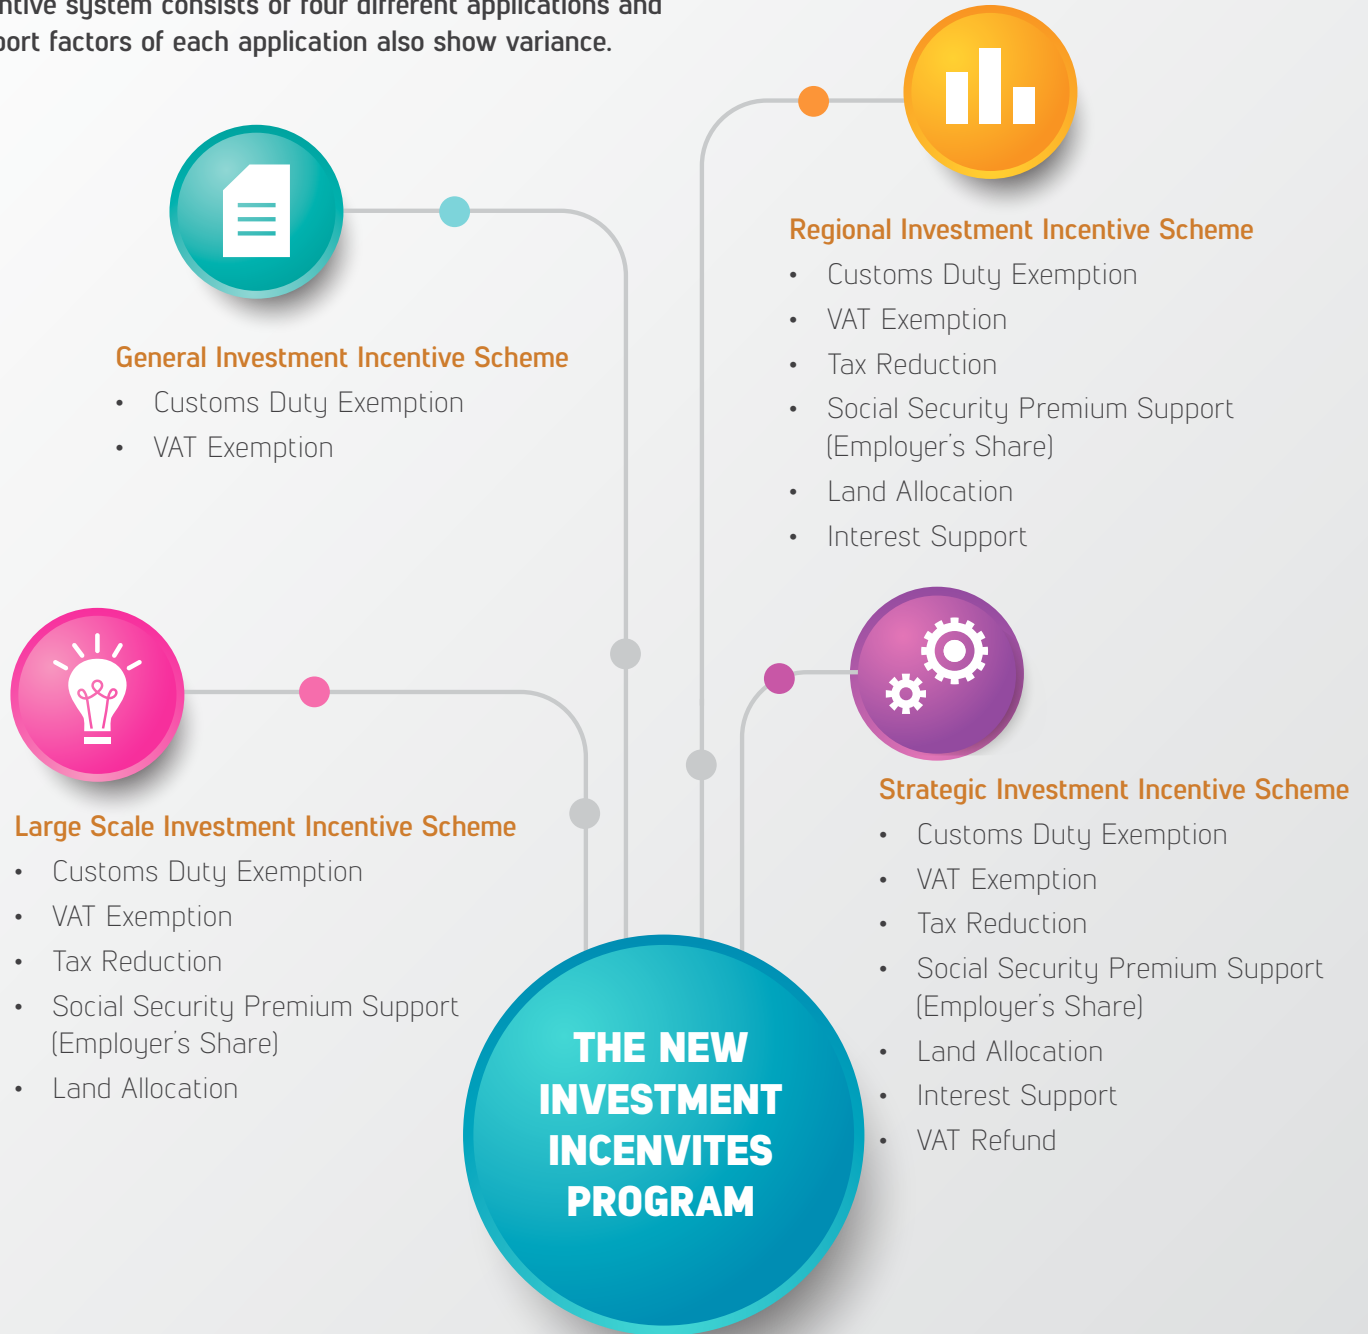 system consists of four different applications and
factors of each application also show variance.
General Investment Incentive Scheme
• Customs Duty Exemption
• VAT Exemption
Regional Investment Incentive Scheme
• Customs Duty Exemption
• VAT Exemption
• Tax Reduction
• Social Security Premium Support
(Employer's Share)
• Land Allocation
• Interest Support
Large Scale Investment Incentive Scheme
• Customs Duty Exemption
• VAT Exemption
• Tax Reduction
• Social Security Premium Support
(Employer's Share)
• Land Allocation
Strategic Investment Incentive Scheme
• Customs Duty Exemption
• VAT Exemption
• Tax Reduction
• Social Security Premium Support
(Employer's Share)
• Land Allocation
• Interest Support
• VAT Refund
THE NEW
INVESTMENT
INCENVITES
PROGRAM